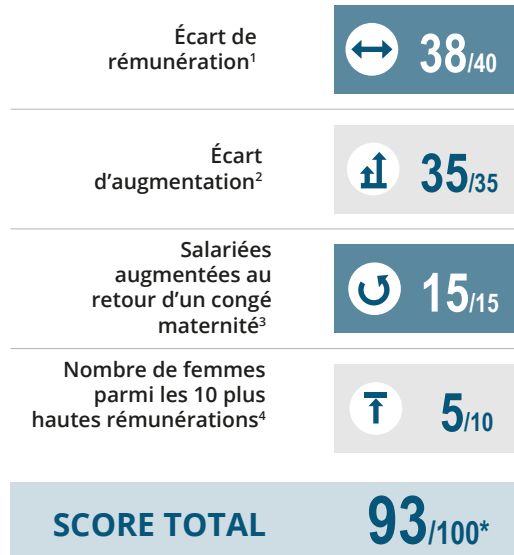 Écart de
rémunération¹
38/40
Écart
d'augmentation²
35/35
Salariées
augmentées au
retour d'un congé
maternité³
15/15
Nombre de femmes
parmi les 10 plus
hautes rémunérations⁴
5/10
SCORE TOTAL 93/100*